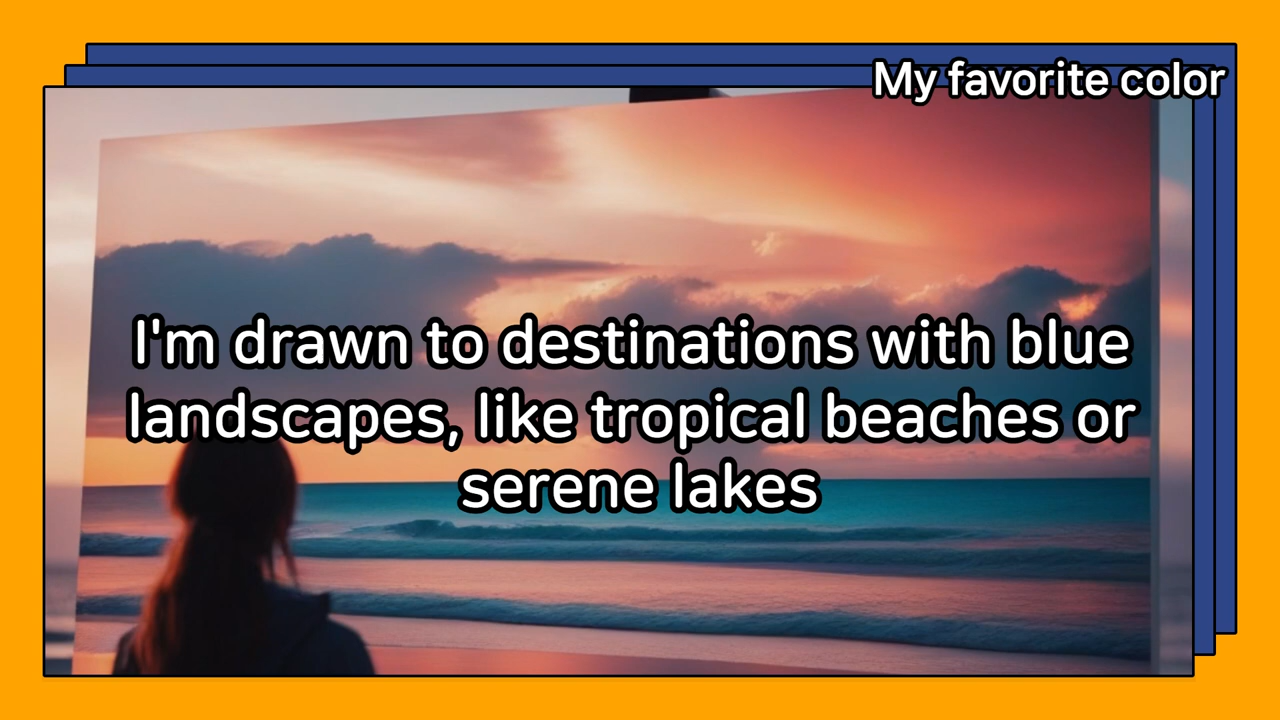 My favorite color
I'm drawn to destinations with blue
landscapes, like tropical beaches or
serene lakes